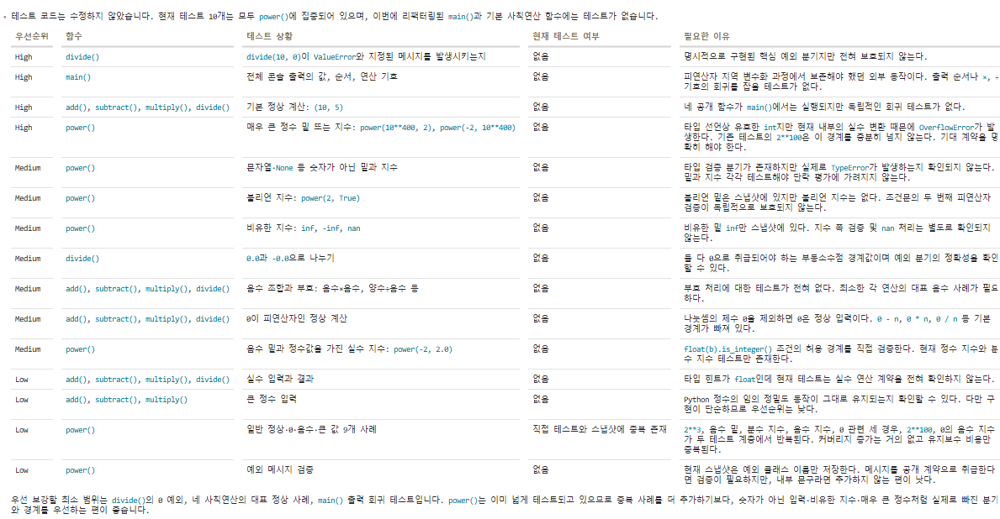 • 테스트 코드는 수정하지 않았습니다. 현재 테스트 10개는 모두 power()에 집중되어 있으며, 이번에 리팩터링된 main()과 기본 사칙연산 함수에는 테스트가 없습니다.
우선순위 함수 테스트 상황 현재 테스트 여부 필요한 이유
High divide() divide(10, 0)이 ValueError와 지정된 메시지를 발생시키는지 없음 명시적으로 구현된 핵심 예외 분기지만 전혀 보호되지 않는다.
High main() 전체 콘솔 출력의 값, 순서, 연산 기호 없음 피연산자 지역 변수화 과정에서 보존해야 했던 외부 동작이다. 출력 순서나 ×, ÷
기호의 회귀를 잡을 테스트가 없다.
High add(), subtract(), multiply(), divide() 기본 정상 계산: (10, 5) 없음 네 공개 함수가 main()에서는 실행되지만 독립적인 회귀 테스트가 없다.
High power() 매우 큰 정수 밑 또는 지수: power(10**400, 2), power(-2, 10**400) 없음 타입 선언상 유효한 int지만 현재 내부의 실수 변환 때문에 OverflowError가 발
생한다. 기존 테스트의 2**100은 이 경계를 충분히 넘지 않는다. 기대 계약을 명
확히 해야 한다.
Medium power() 문자열·None 등 숫자가 아닌 밑과 지수 없음 타입 검증 분기가 존재하지만 실제로 TypeError가 발생하는지 확인되지 않는다.
밑과 지수 각각 테스트해야 단락 평가에 가려지지 않는다.
Medium power() 불리언 지수: power(2, True) 없음 불리언 밑은 스냅샷에 있지만 불리언 지수는 없다. 조건문의 두 번째 피연산자
검증이 독립적으로 보호되지 않는다.
Medium power() 비유한 지수: inf, -inf, nan 없음 비유한 밑 inf만 스냅샷에 있다. 지수 쪽 검증 및 nan 처리는 별도로 확인되지
않는다.
Medium divide() 0.0과 -0.0으로 나누기 없음 둘 다 0으로 취급되어야 하는 부동소수점 경계값이며 예외 분기의 정확성을 확인
할 수 있다.
Medium add(), subtract(), multiply(), divide() 음수 조합과 부호: 음수×음수, 양수÷음수 등 없음 부호 처리에 대한 테스트가 전혀 없다. 최소한 각 연산의 대표 음수 사례가 필요
하다.
Medium add(), subtract(), multiply(), divide() 0이 피연산자인 정상 계산 없음 나눗셈의 제수 0을 제외하면 0은 정상 입력이다. 0 - n, 0 * n, 0 / n 등 기본
경계가 빠져 있다.
Medium power() 음수 밑과 정수값을 가진 실수 지수: power(-2, 2.0) 없음 float(b).is_integer() 조건의 허용 경계를 직접 검증한다. 현재 정수 지수와 분
수 지수 테스트만 존재한다.
Low add(), subtract(), multiply(), divide() 실수 입력과 결과 없음 타입 힌트가 float인데 현재 테스트는 실수 연산 계약을 전혀 확인하지 않는다.
Low add(), subtract(), multiply() 큰 정수 입력 없음 Python 정수의 임의 정밀도 동작이 그대로 유지되는지 확인할 수 있다. 다만 구
현이 단순하므로 우선순위는 낮다.
Low power() 일반 정상·0·음수·큰 값 9개 사례 직접 테스트와 스냅샷에 중복 존재 2**3, 음수 밑, 분수 지수, 음수 지수, 0 관련 세 경우, 2**100, 0의 음수 지수
가 두 테스트 계층에서 반복된다. 커버리지 증가는 거의 없고 유지보수 비용만
중복된다.
Low power() 예외 메시지 검증 없음 현재 스냅샷은 예외 클래스 이름만 저장한다. 메시지를 공개 계약으로 취급한다
면 검증이 필요하지만, 내부 문구라면 추가하지 않는 편이 낫다.
우선 보강할 최소 범위는 divide()의 0 예외, 네 사칙연산의 대표 정상 사례, main() 출력 회귀 테스트입니다. power()는 이미 넓게 테스트되고 있으므로 중복 사례를 더 추가하기보다, 숫자가 아닌 입력·비유한 지수·매우 큰 정수처럼 실제로 빠진 분기
와 경계를 우선하는 편이 좋습니다.